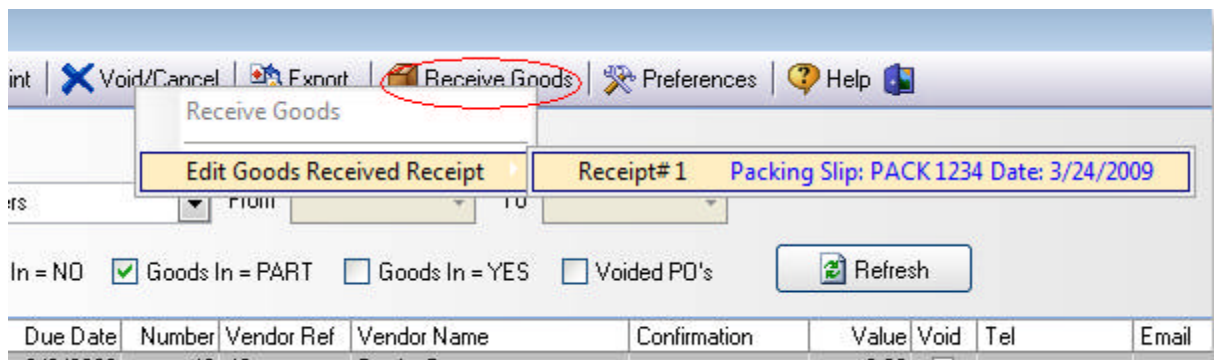 int Void/Cancel Export Receive Goods Preferences Help
Receive Goods
Edit Goods Received Receipt Receipt# 1 Packing Slip: PACK 1234 Date: 3/24/2009
ers From To
In = NO Goods In = PART Goods In = YES Voided PO's Refresh
Due Date Number Vendor Ref Vendor Name Confirmation Value Void Tel Email